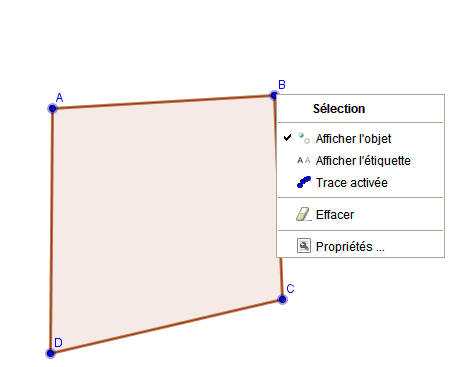 A
B
Sélection
✔ Afficher l'objet
A A Afficher l'étiquette
Trace activée
Effacer
Propriétés ...
C
D